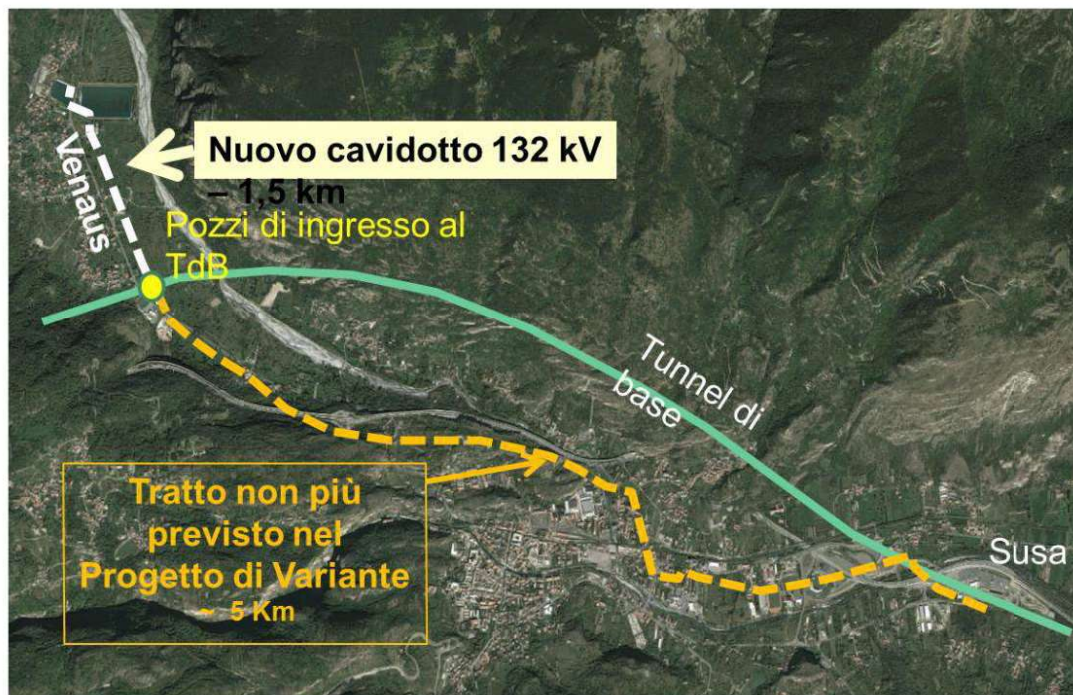 Nuovo cavidotto 132 kV
– 1,5 km
Venaus
Pozzi di ingresso al
TdB
Tunnel di
base
Tratto non più
previsto nel
Progetto di Variante
~ 5 Km
Susa